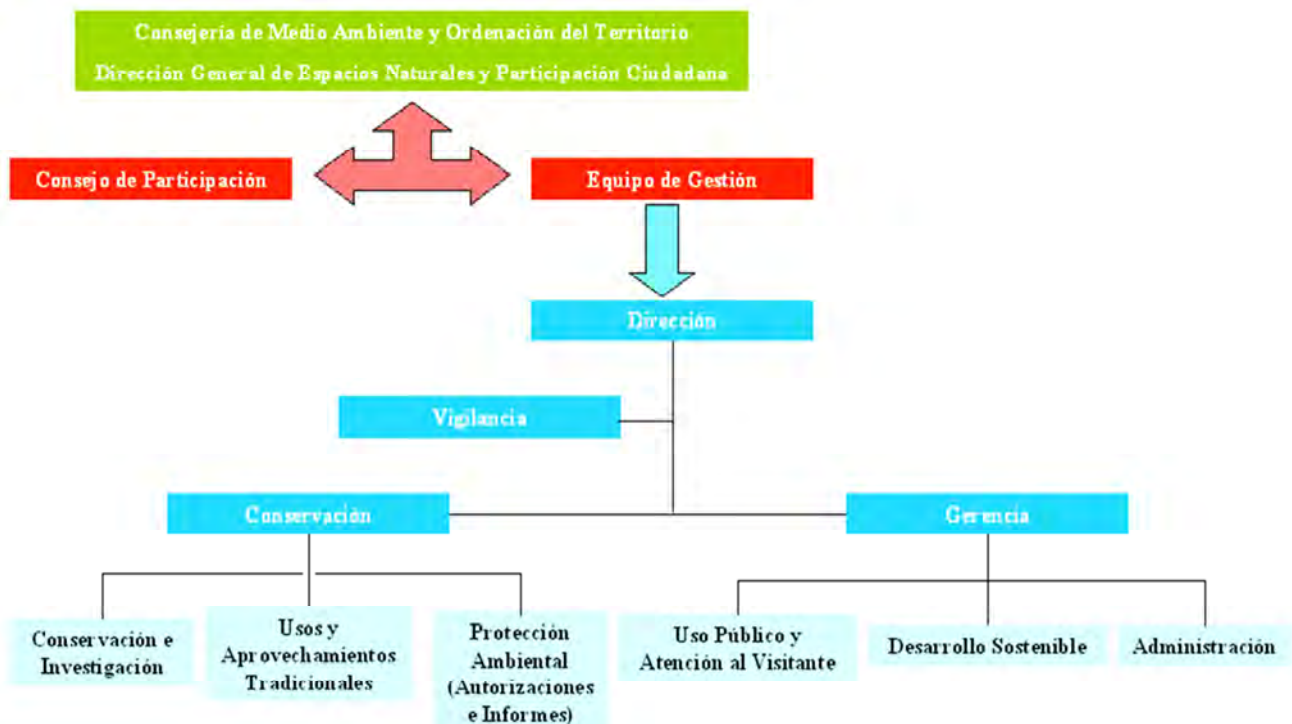 Consejería de Medio Ambiente y Ordenación del Territorio
Dirección General de Espacios Naturales y Participación Ciudadana
Consejo de Participación
Equipo de Gestión
Dirección
Vigilancia
Conservación
Gerencia
Conservación e
Investigación
Usos y
Aprovechamientos
Tradicionales
Protección
Ambiental
(Autorizaciones
e Informes)
Uso Público y
Atención al Visitante
Desarrollo Sostenible
Administración